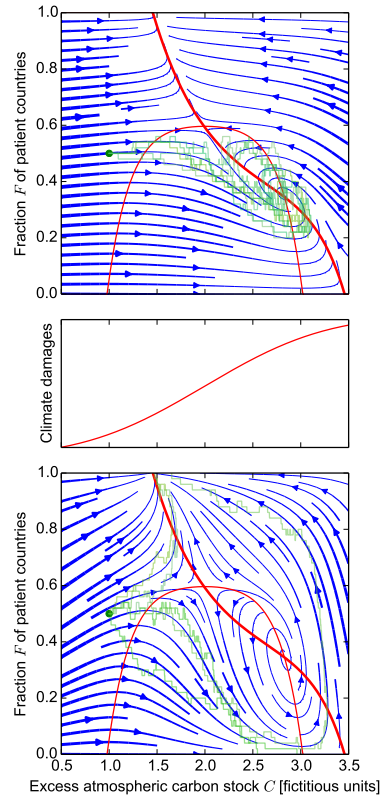 1.0
0.8
0.6
0.4
0.2
0.0
Fraction F of patient countries
Climate damages
1.0
0.8
0.6
0.4
0.2
0.0
Fraction F of patient countries
0.5 1.0 1.5 2.0 2.5 3.0 3.5
Excess atmospheric carbon stock C [fictitious units]